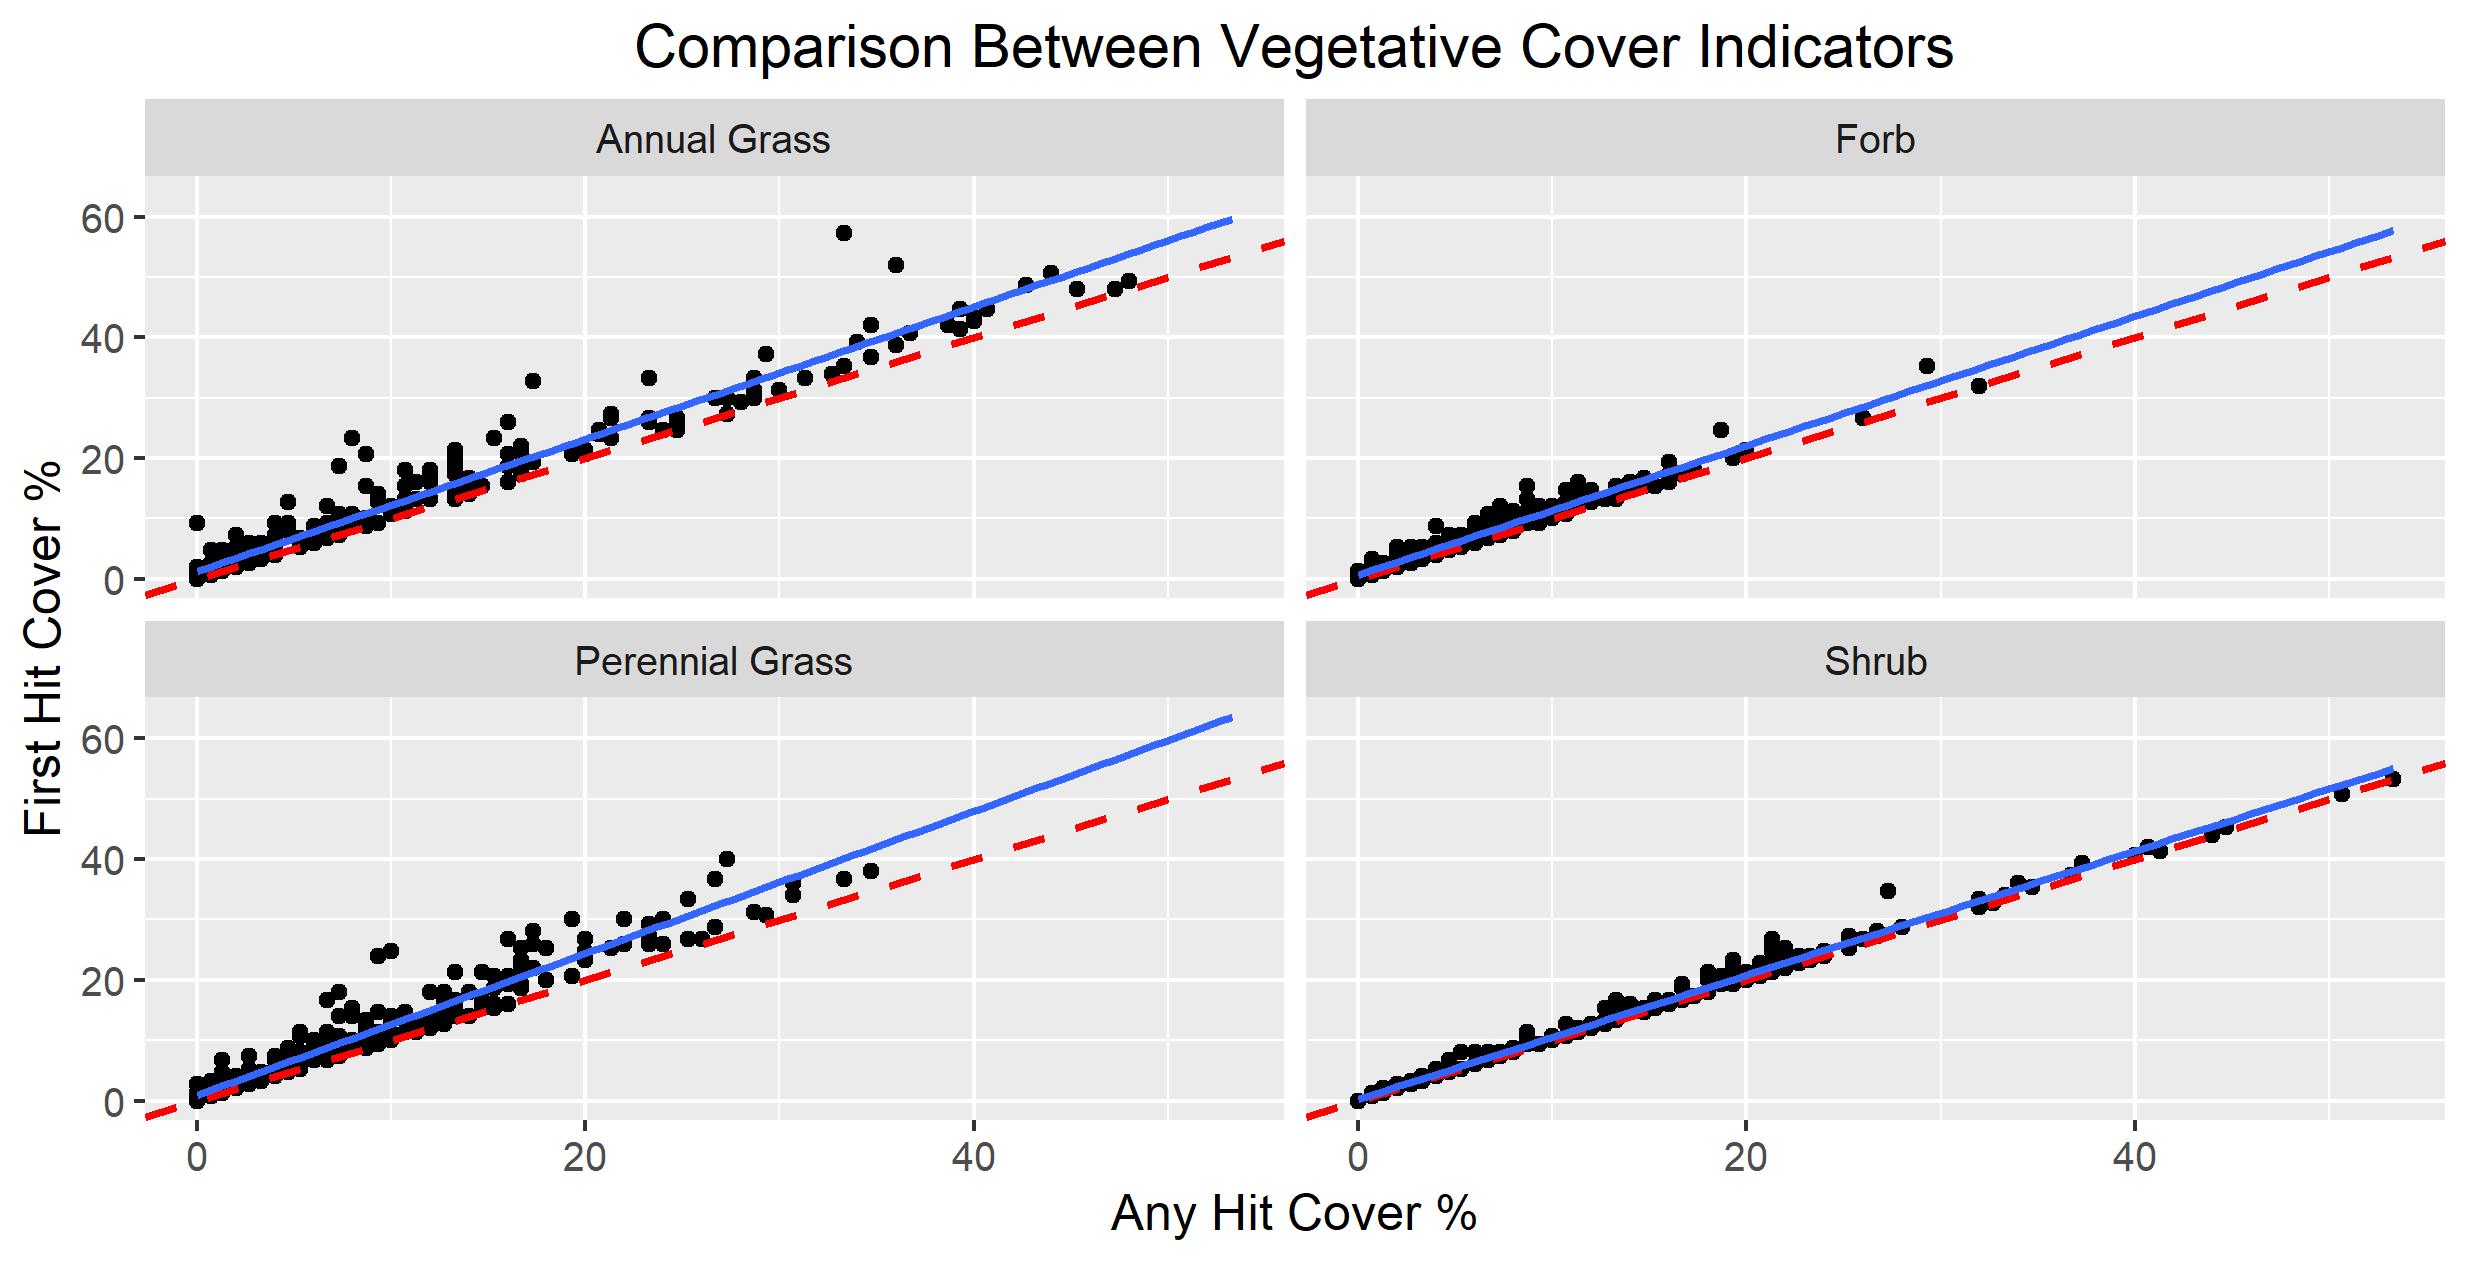 Comparison Between Vegetative Cover Indicators
Annual Grass
Forb
60
40
20
0
Perennial Grass
Shrub
60
40
20
0
0
20
40
0
20
40
First Hit Cover %
Any Hit Cover %